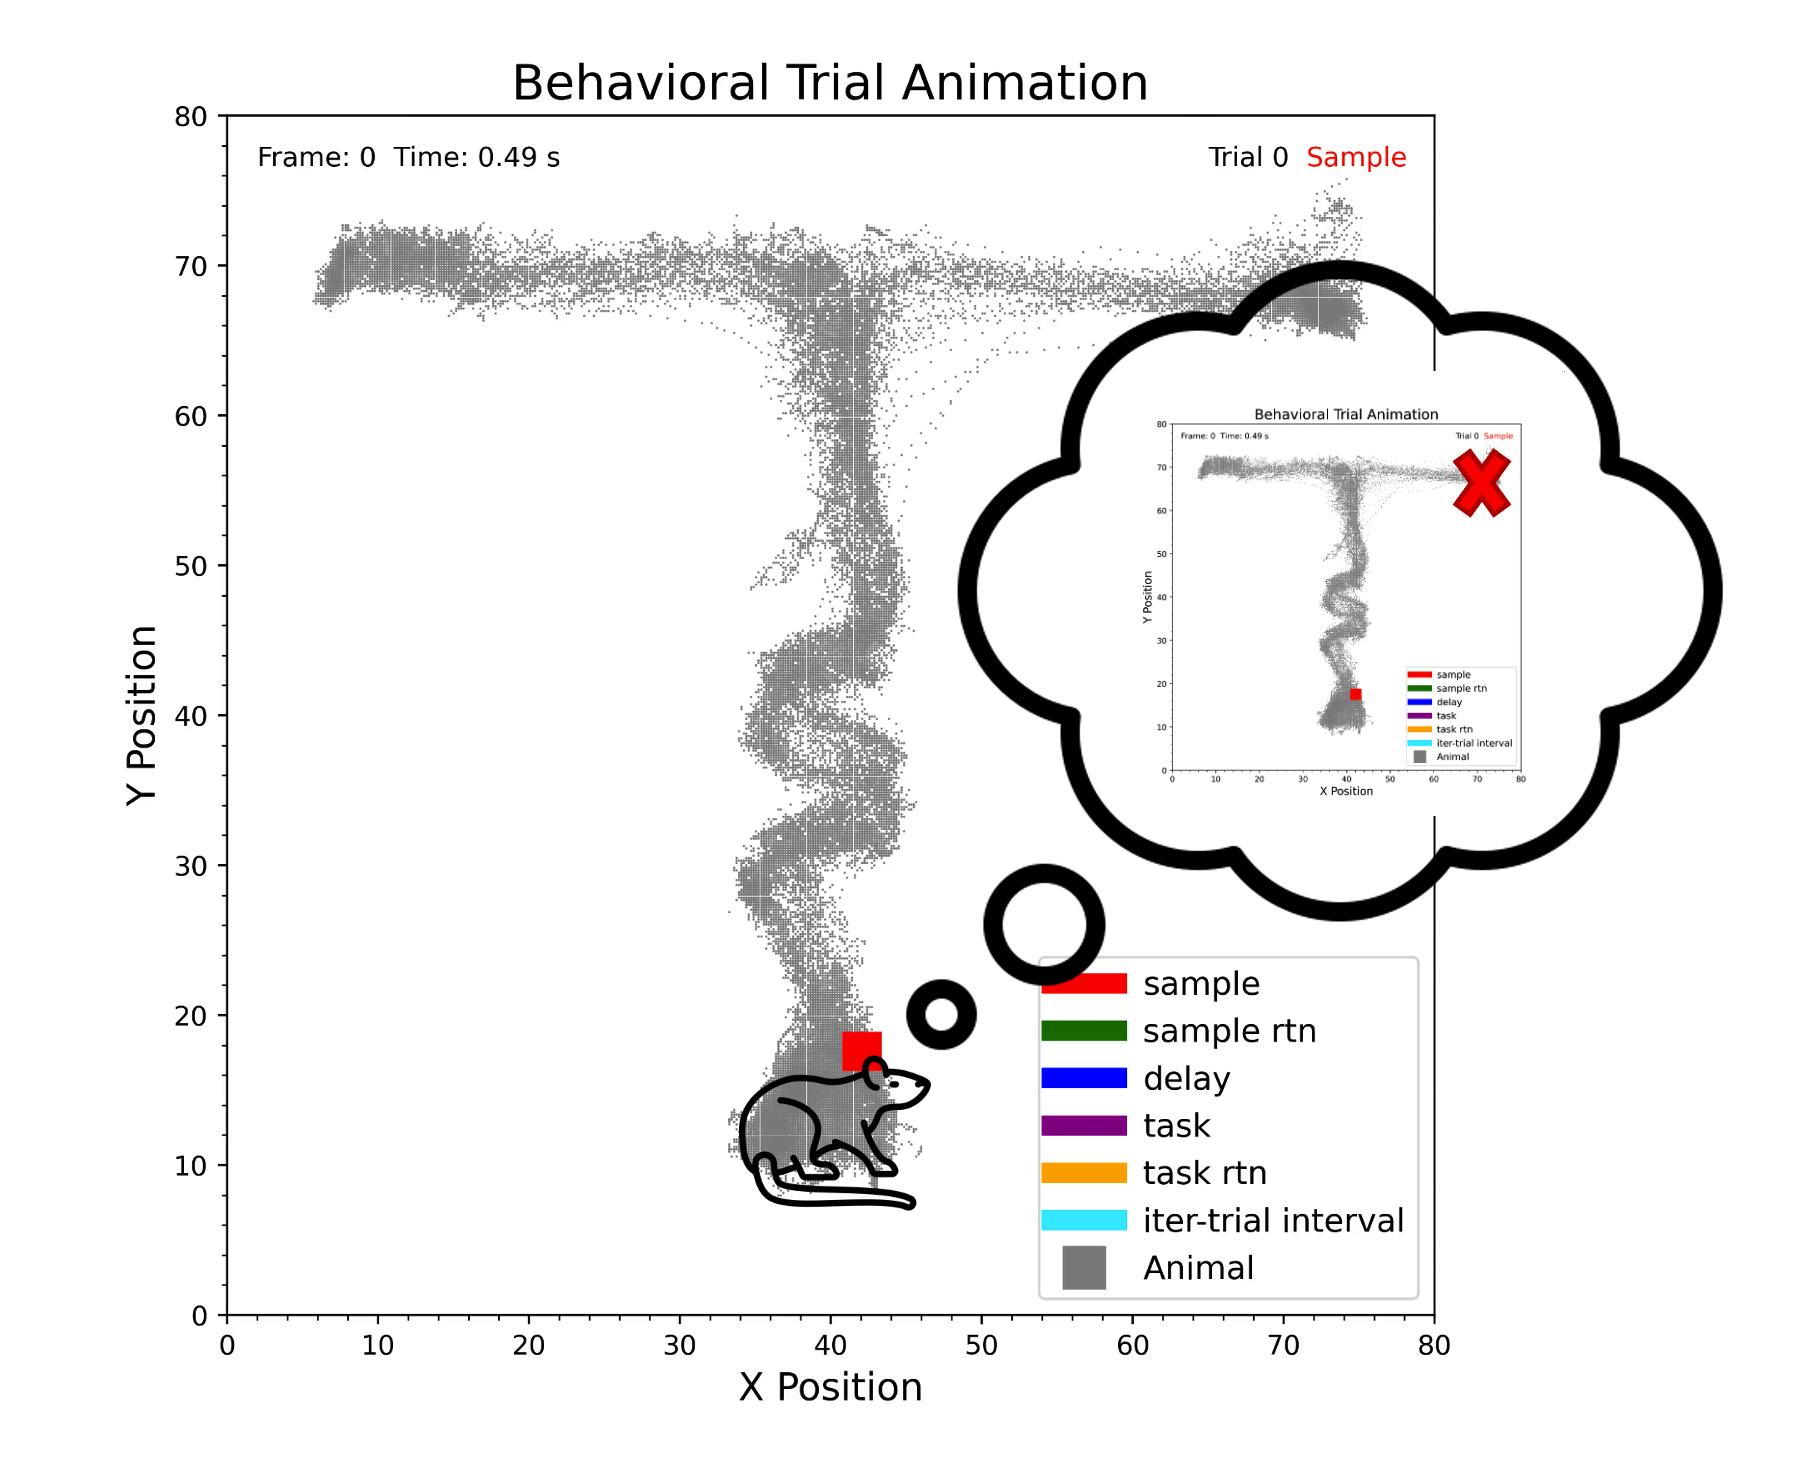 Behavioral Trial Animation
Frame: 0 Time: 0.49 s
Trial 0 Sample
80
70
60
50
40
30
20
10
0
Y Position
0 10 20 30 40 50 60 70 80
X Position
Behavioral Trial Animation
Frame: 0 Time: 0.49 s
Trial 0 Sample
80
70
60
50
40
30
20
10
0
Y Position
sample
sample rtn
delay
task
task rtn
iter-trial interval
Animal
0 10 20 30 40 50 60 70 80
X Position
sample
sample rtn
delay
task
task rtn
iter-trial interval
Animal